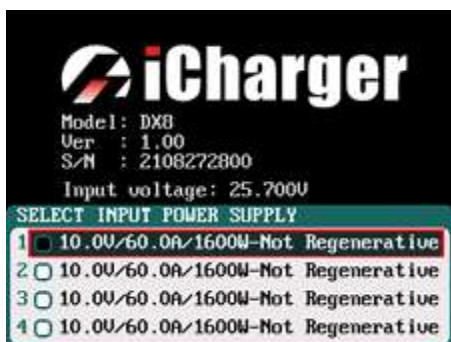 iCharger
Model: DX8
Ver : 1.00
S/N : 2108272800
Input voltage: 25.700V
SELECT INPUT POWER SUPPLY
1 10.0V/60.0A/1600W-Not Regenerative
2 10.0V/60.0A/1600W-Not Regenerative
3 10.0V/60.0A/1600W-Not Regenerative
4 10.0V/60.0A/1600W-Not Regenerative